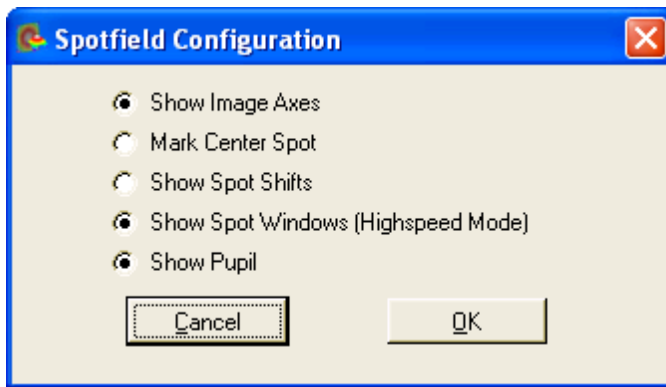 Spotfield Configuration
Show Image Axes
Mark Center Spot
Show Spot Shifts
Show Spot Windows (Highspeed Mode)
Show Pupil
Cancel OK